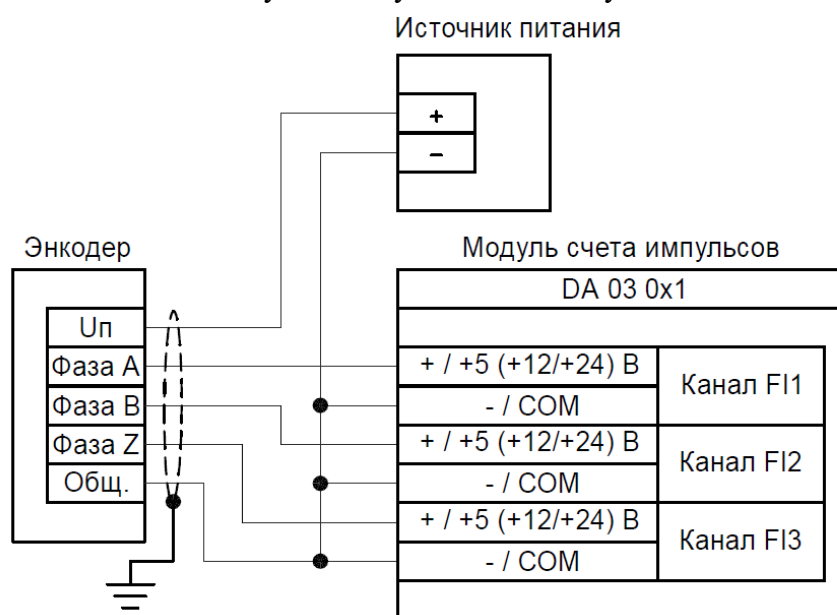 Источник питания
+
–
Энкодер
Модуль счета импульсов
DA 03 0x1
Uп
Фаза A
Фаза B
Фаза Z
Общ.
+ / +5 (+12/+24) В
- / COM
Канал FI1
+ / +5 (+12/+24) В
- / COM
Канал FI2
+ / +5 (+12/+24) В
- / COM
Канал FI3